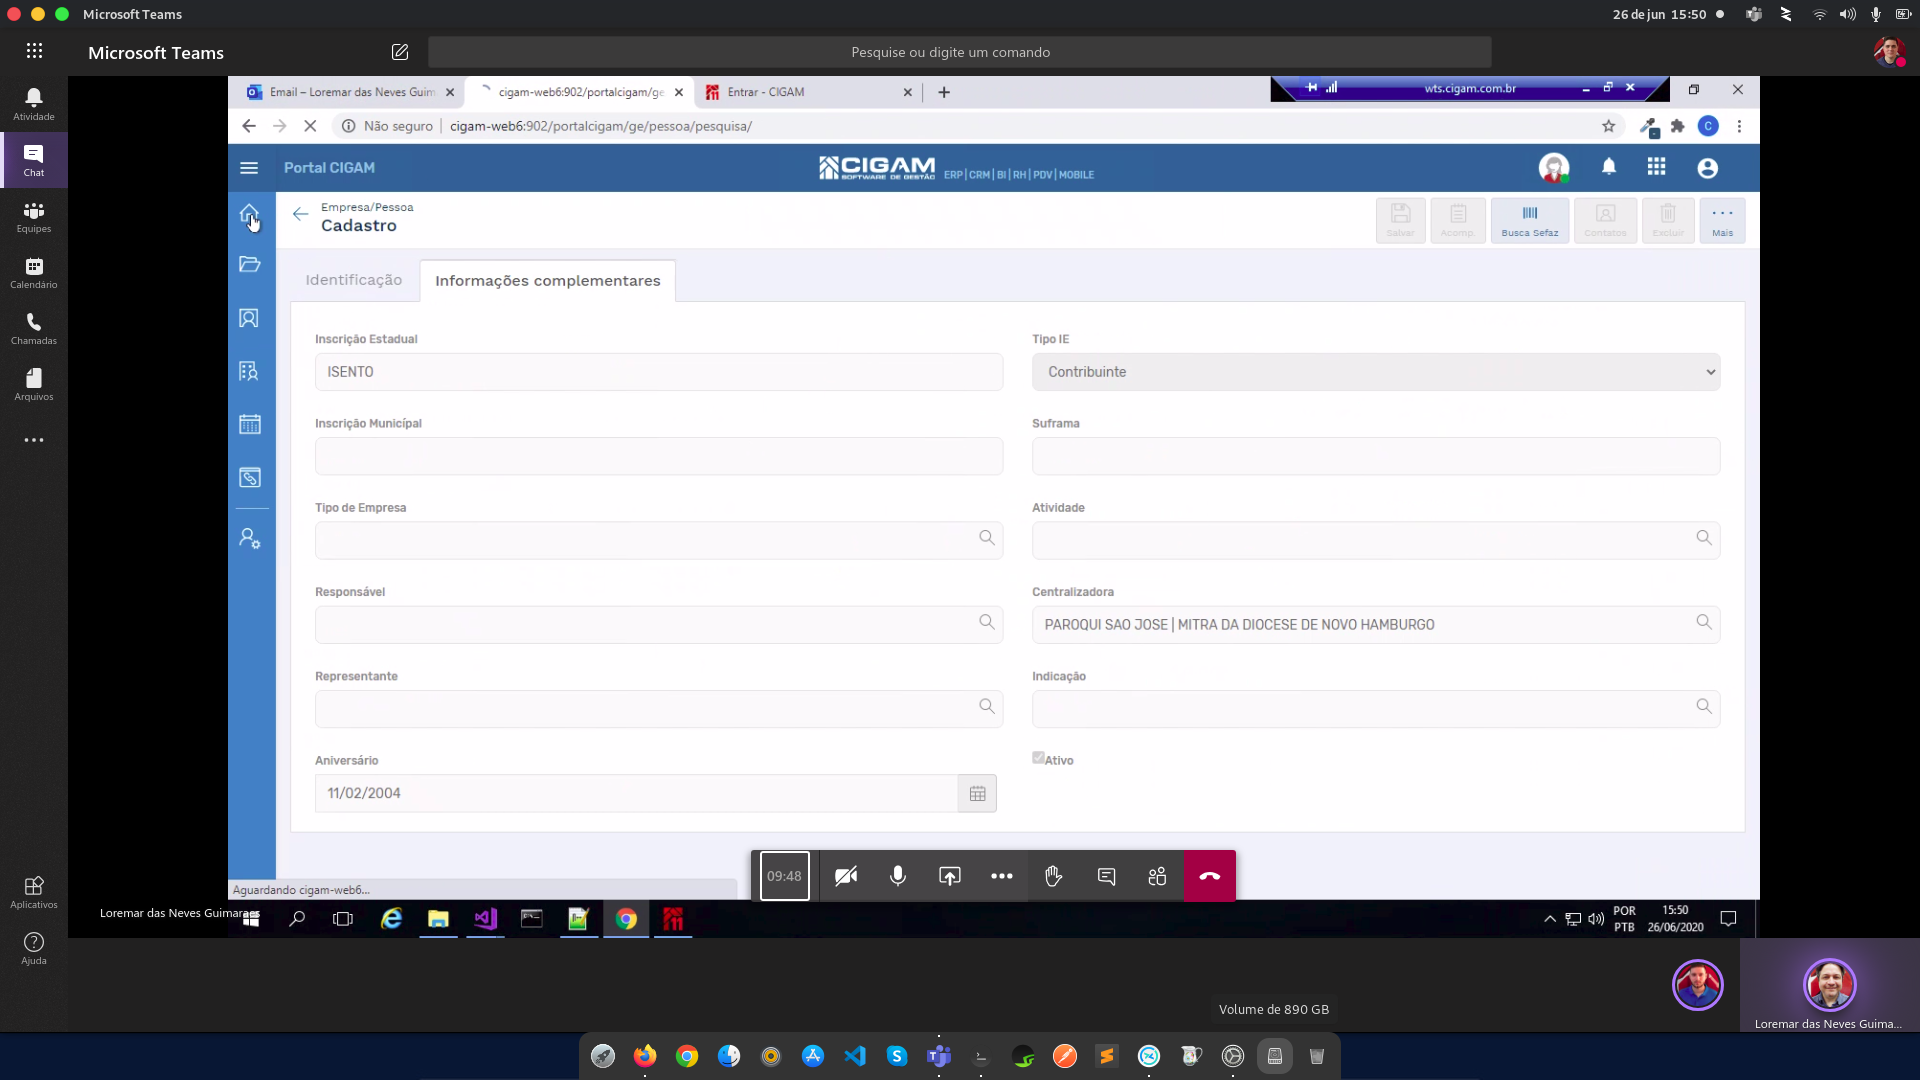 Microsoft Teams
26 de jun 15:50
Microsoft Teams
Pesquise ou digite um comando
Atividade
Chat
Equipes
Calendário
Chamadas
Arquivos
Aplicativos
Ajuda
Email – Loremar das Neves Guim
cigam-web6:902/portalcigam/ge
Entrar - CIGAM
wts.cigam.com.br
Não seguro
cigam-web6:902/portalcigam/ge/pessoa/pesquisa/
C
Portal CIGAM
CIGAM
SOFTWARE DE GESTÃO
ERP | CRM | BI | RH | PDV | MOBILE
Empresa/Pessoa
Cadastro
Salvar
Acomp.
Busca Sefaz
Contatos
Excluir
Mais
Identificação
Informações complementares
Inscrição Estadual
ISENTO
Tipo IE
Contribuinte
Inscrição Municípal
Suframa
Tipo de Empresa
Atividade
Responsável
Centralizadora
PAROQUI SAO JOSE | MITRA DA DIOCESE DE NOVO HAMBURGO
Representante
Indicação
Aniversário
11/02/2004
Ativo
09:48
Aguardando cigam-web6...
Loremar das Neves Guimaraes
POR
PTB
15:50
26/06/2020
Loremar das Neves Guima...
Volume de 890 GB